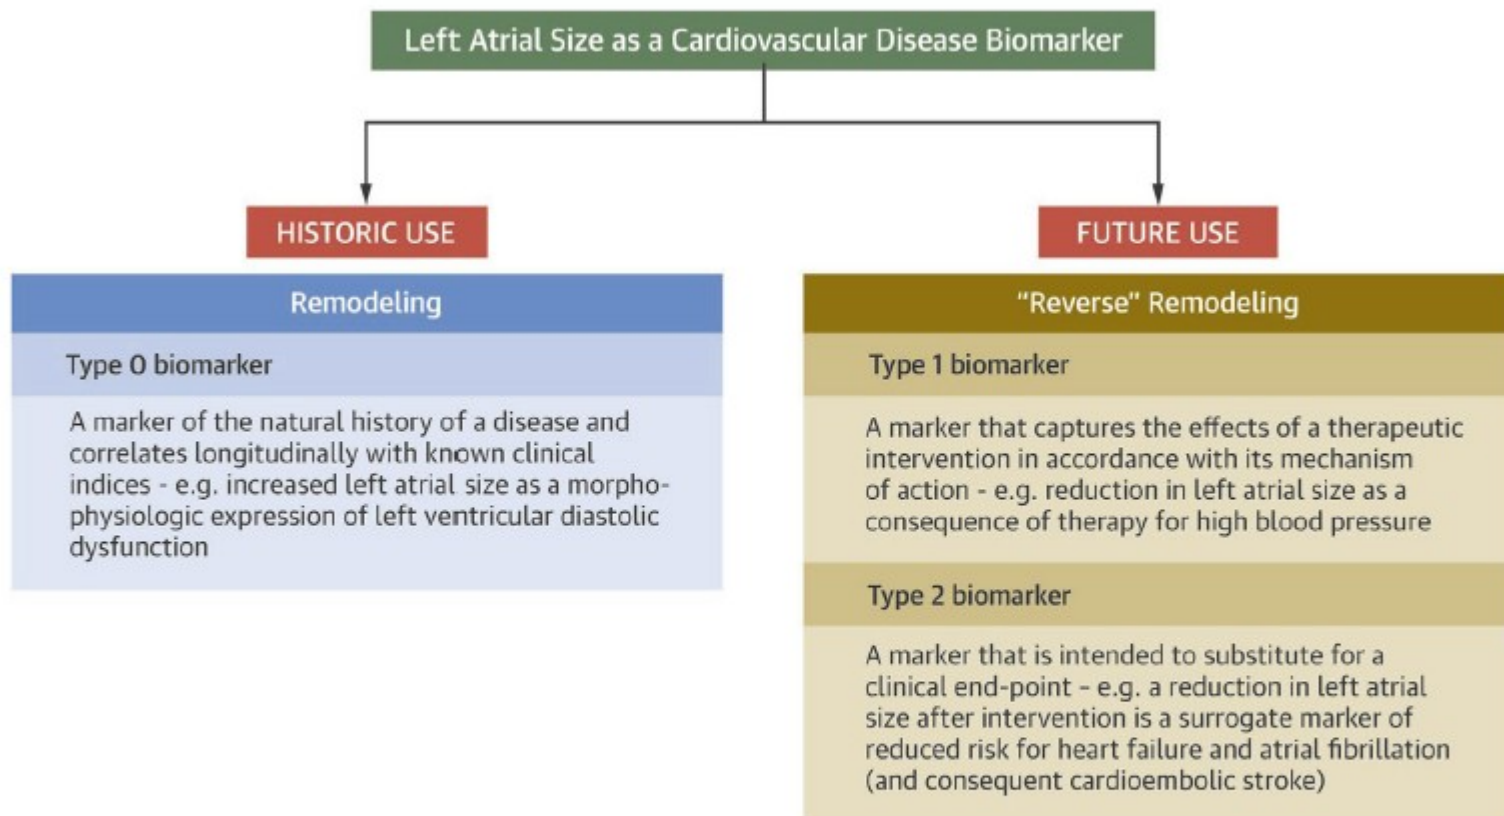 Left Atrial Size as a Cardiovascular Disease Biomarker
HISTORIC USE
Remodeling
Type 0 biomarker
A marker of the natural history of a disease and
correlates longitudinally with known clinical
indices - e.g. increased left atrial size as a morpho-
physiologic expression of left ventricular diastolic
dysfunction
FUTURE USE
“Reverse” Remodeling
Type 1 biomarker
A marker that captures the effects of a therapeutic
intervention in accordance with its mechanism
of action - e.g. reduction in left atrial size as a
consequence of therapy for high blood pressure
Type 2 biomarker
A marker that is intended to substitute for a
clinical end-point - e.g. a reduction in left atrial
size after intervention is a surrogate marker of
reduced risk for heart failure and atrial fibrillation
(and consequent cardioembolic stroke)